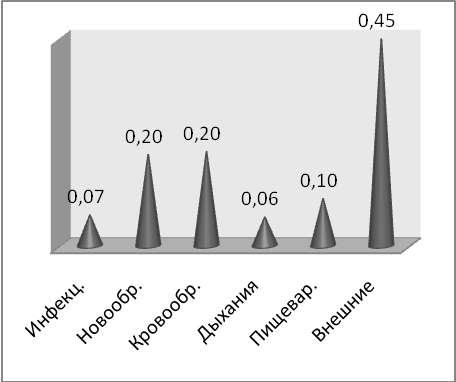 0,45
0,20
0,20
0,07
0,06
0,10
Инфекц.
Новообр.
Кровообр.
Дыхания
Пищевар.
Внешние